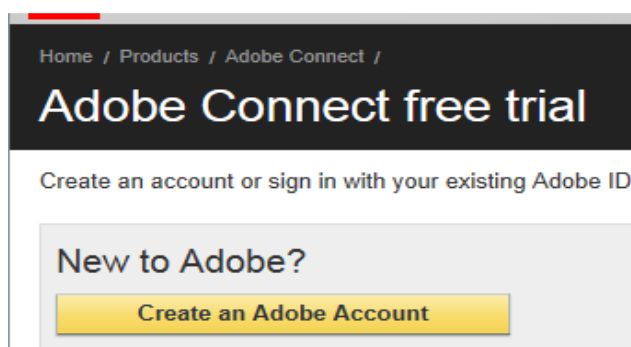 Home / Products / Adobe Connect /
Adobe Connect free trial
Create an account or sign in with your existing Adobe ID
New to Adobe?
Create an Adobe Account